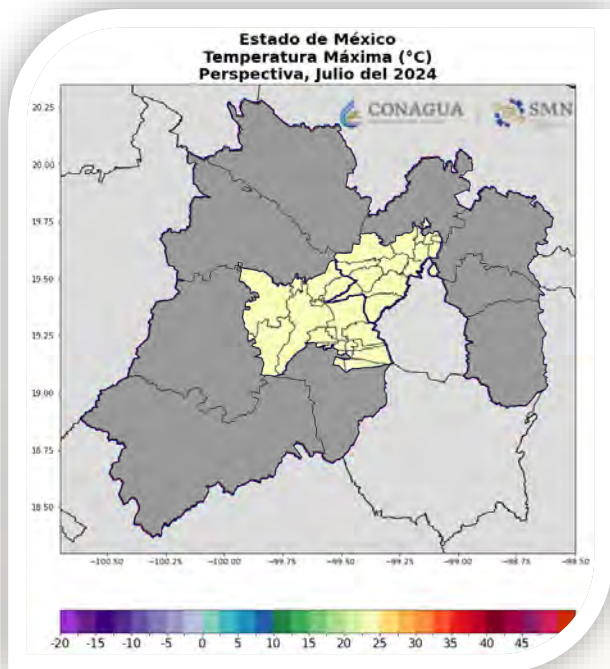 Estado de México
Temperatura Máxima (°C)
Perspectiva, Julio del 2024
CONAGUA
SMN
20.25
20.00
19.75
19.50
19.25
19.00
18.75
18.50
−100.50 −100.25 −100.00 −99.75 −99.50 −99.25 −99.00 −98.75 −98.50
-20 -15 -10 -5 0 5 10 15 20 25 30 35 40 45